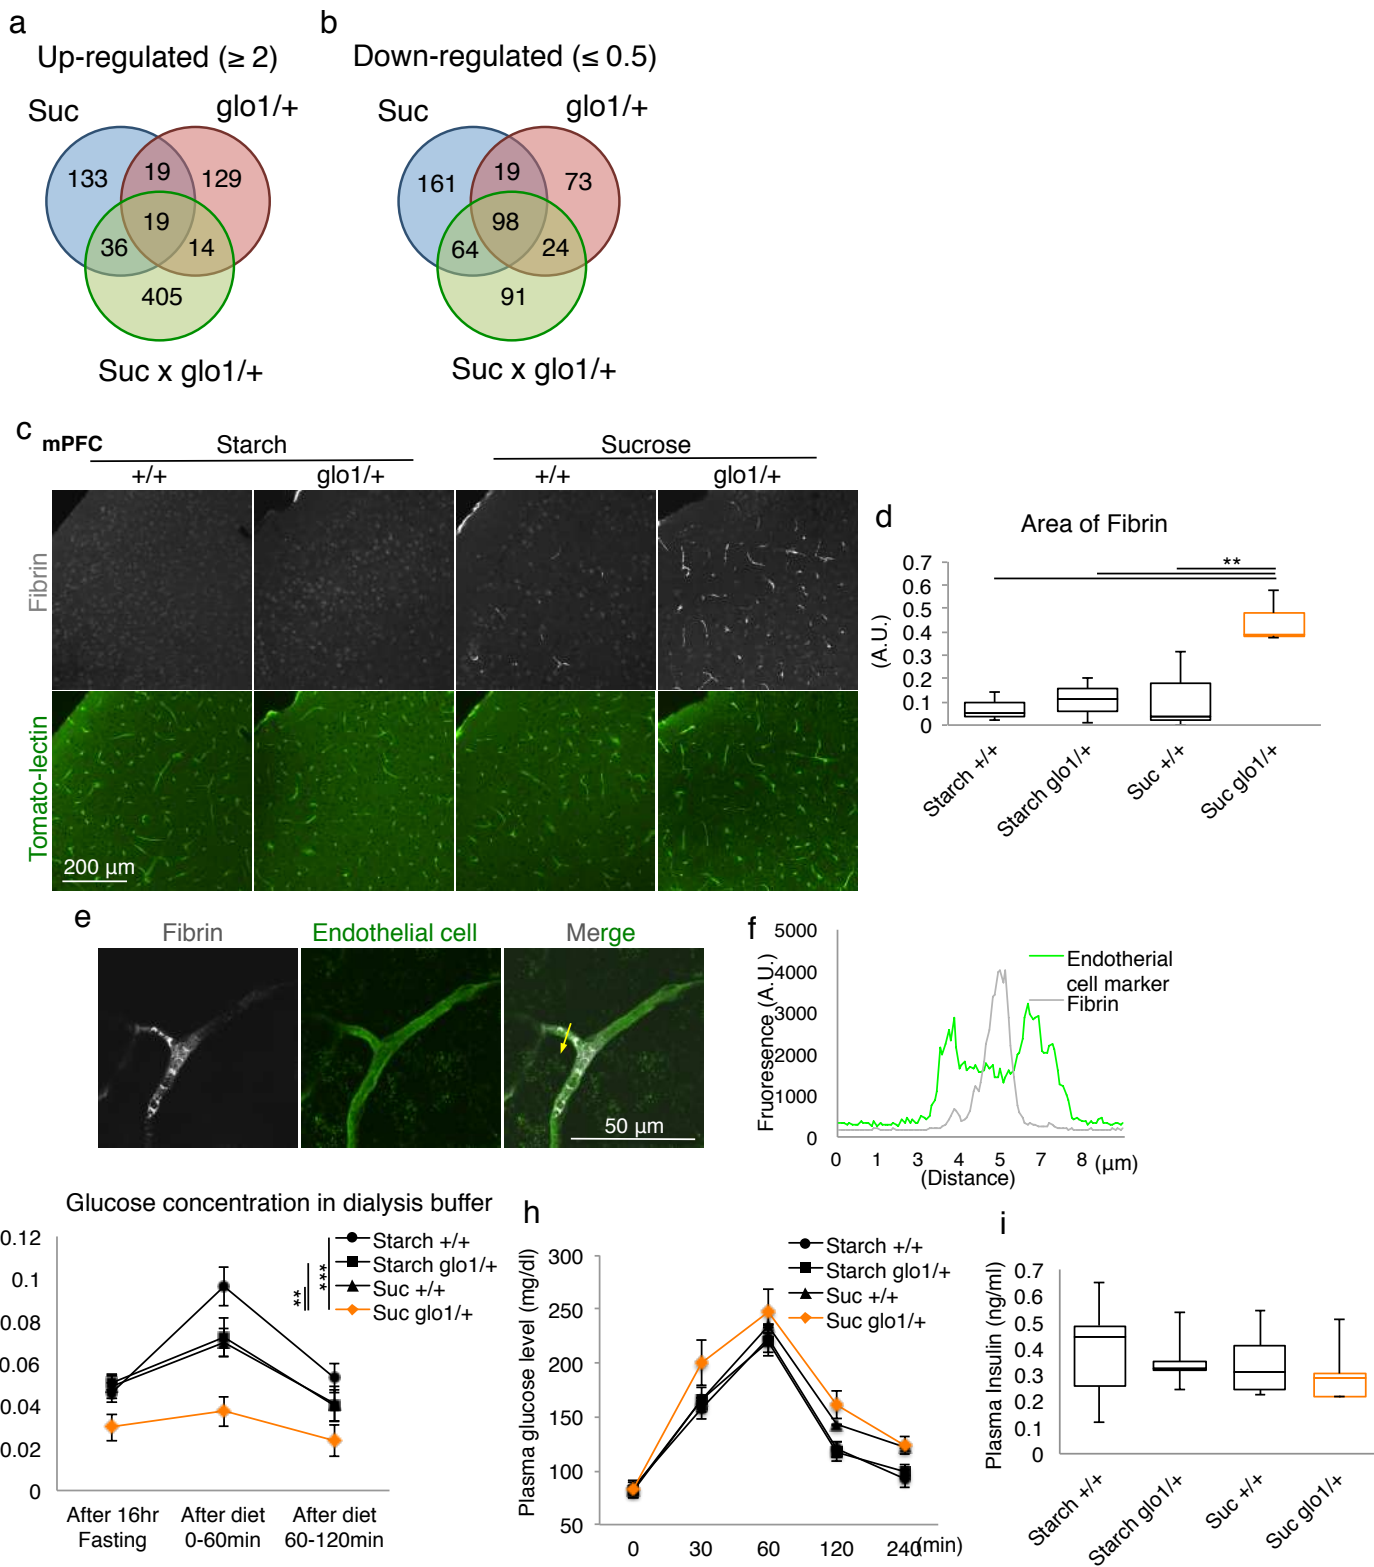 a
Up-regulated (≥ 2)
Suc
glo1/+
133
19
129
19
36
14
405
Suc x glo1/+
b
Down-regulated (≤ 0.5)
Suc
glo1/+
161
19
73
98
64
24
91
Suc x glo1/+
c
mPFC
Starch
Sucrose
+/+
glo1/+
+/+
glo1/+
Fibrin
Tomato-lectin
200 μm
d
Area of Fibrin
**
(A.U.)
0.7
0.6
0.5
0.4
0.3
0.2
0.1
0
Starch +/+
Starch glo1/+
Suc +/+
Suc glo1/+
e
Fibrin
Endothelial cell
Merge
50 μm
f
Fruoresence (A.U.)
5000
4000
3000
2000
1000
0
Endotherial
cell marker
Fibrin
0 1 3 4 5 7 8 (μm)
(Distance)
Glucose concentration in dialysis buffer
0.12
0.1
0.08
0.06
0.04
0.02
0
Starch +/+
Starch glo1/+
Suc +/+
Suc glo1/+
**
***
After 16hr
Fasting
After diet
0-60min
After diet
60-120min
h
Plasma glucose level (mg/dl)
300
250
200
150
100
50
Starch +/+
Starch glo1/+
Suc +/+
Suc glo1/+
0 30 60 120 240 (min)
i
Plasma Insulin (ng/ml)
0.7
0.6
0.5
0.4
0.3
0.2
0.1
0
Starch +/+
Starch glo1/+
Suc +/+
Suc glo1/+